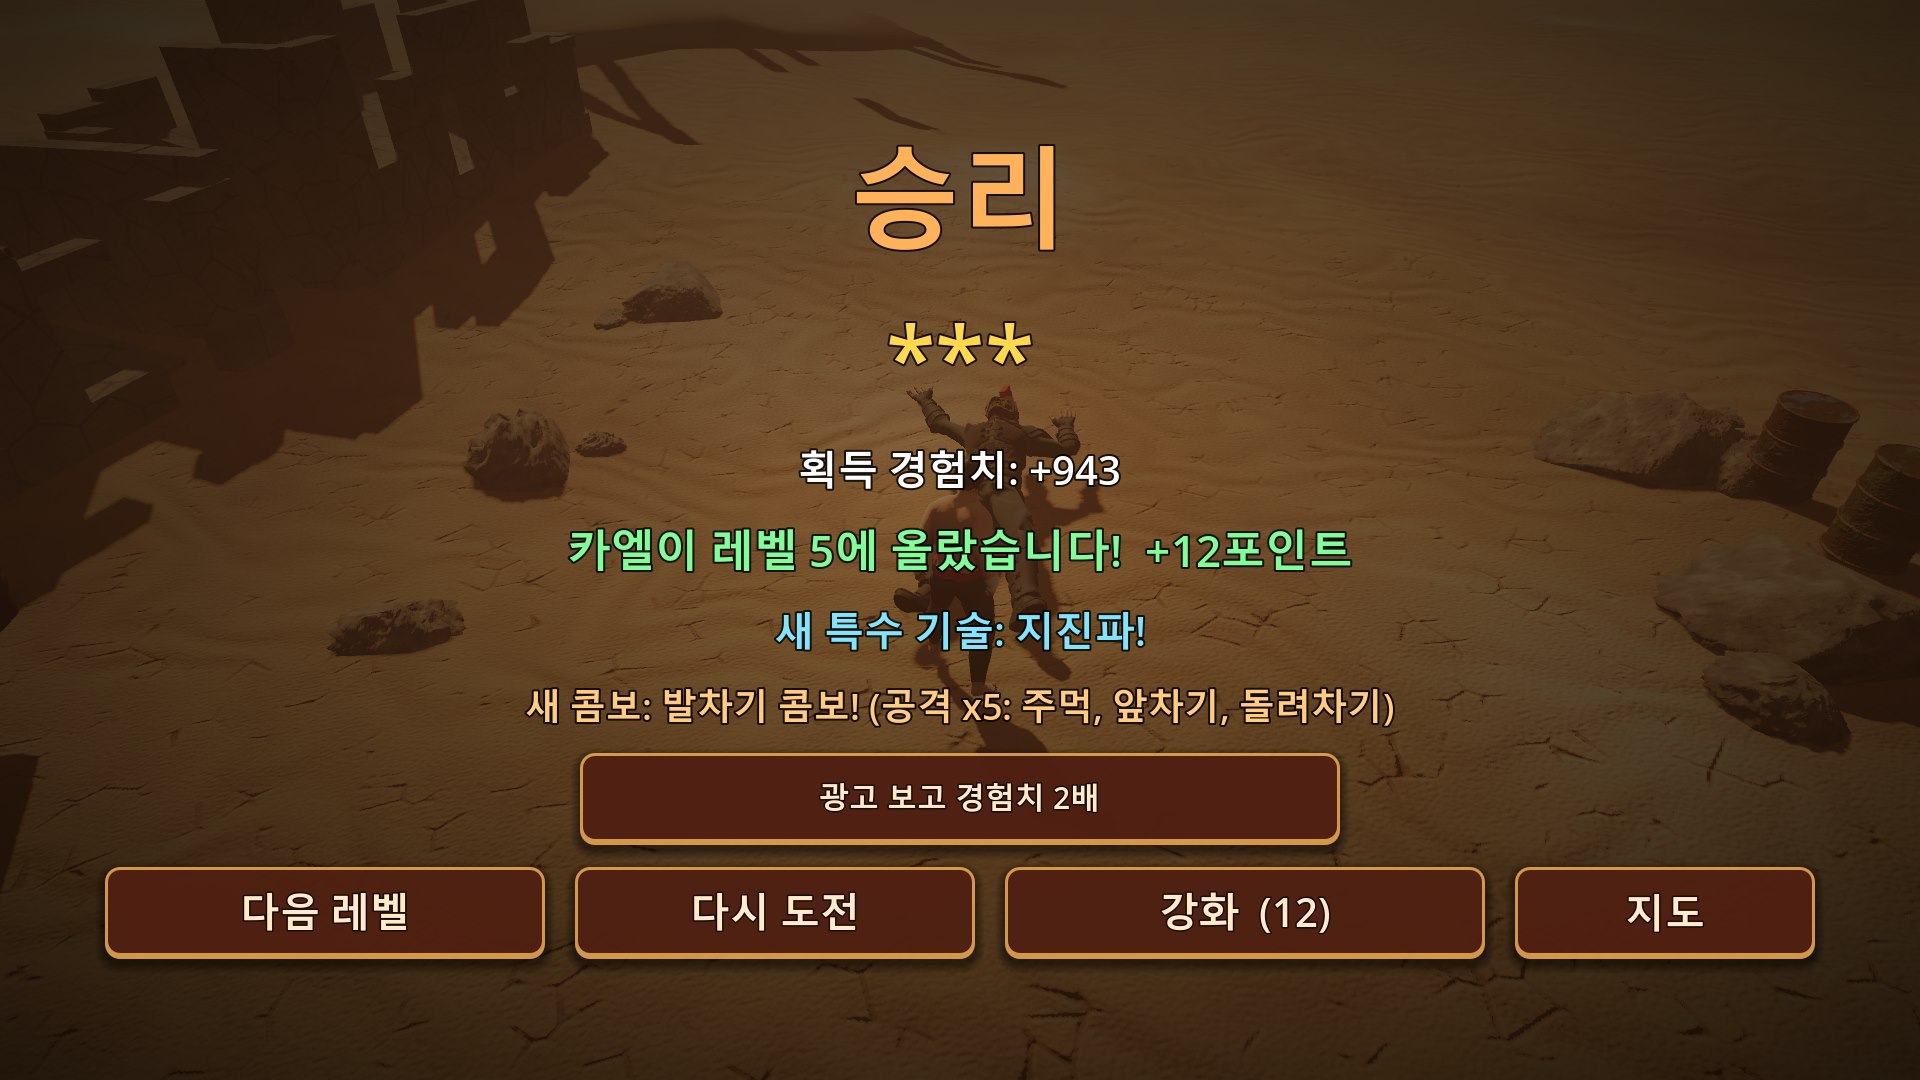 승리
***
획득 경험치: +943
카엘이 레벨 5에 올랐습니다! +12포인트
새 특수 기술: 지진파!
새 콤보: 발차기 콤보! (공격 x5: 주먹, 앞차기, 돌려차기)
광고 보고 경험치 2배
다음 레벨
다시 도전
강화 (12)
지도